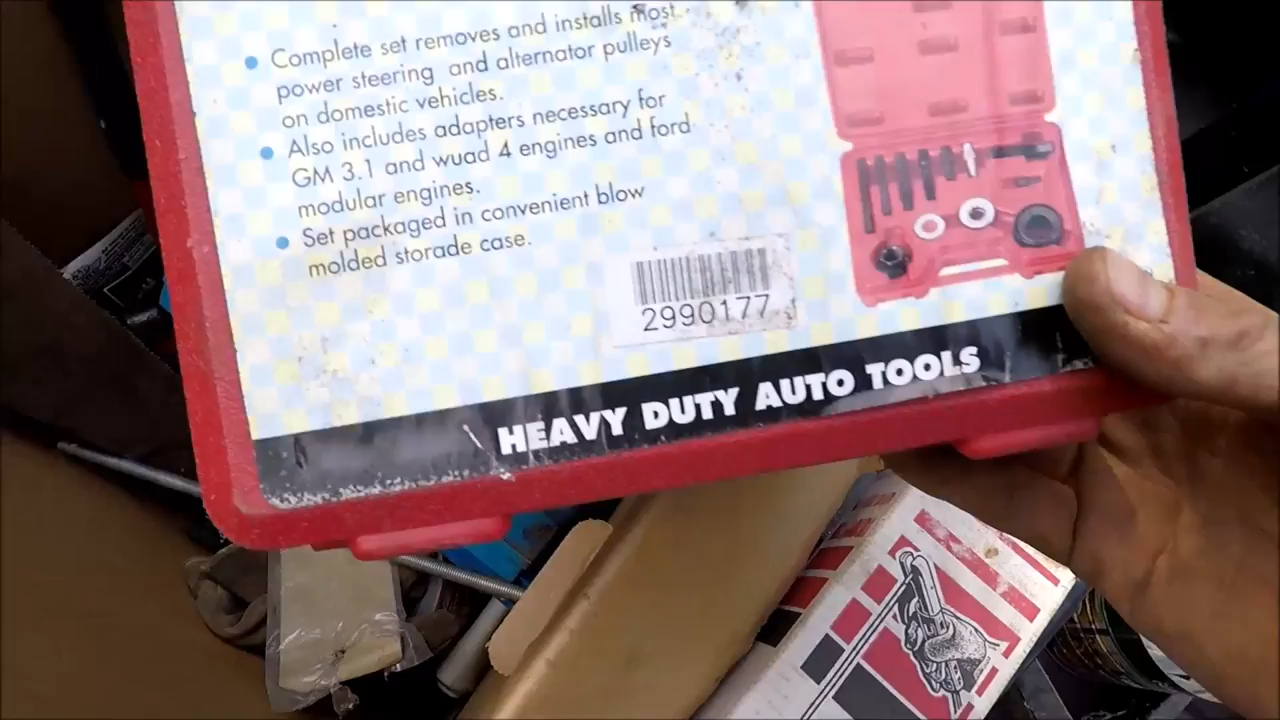 Complete set removes and installs most
power steering and alternator pulleys
on domestic vehicles.
Also includes adapters necessary for
GM 3.1 and wuad 4 engines and ford
modular engines.
Set packaged in convenient blow
molded storade case.
2990177
HEAVY DUTY AUTO TOOLS